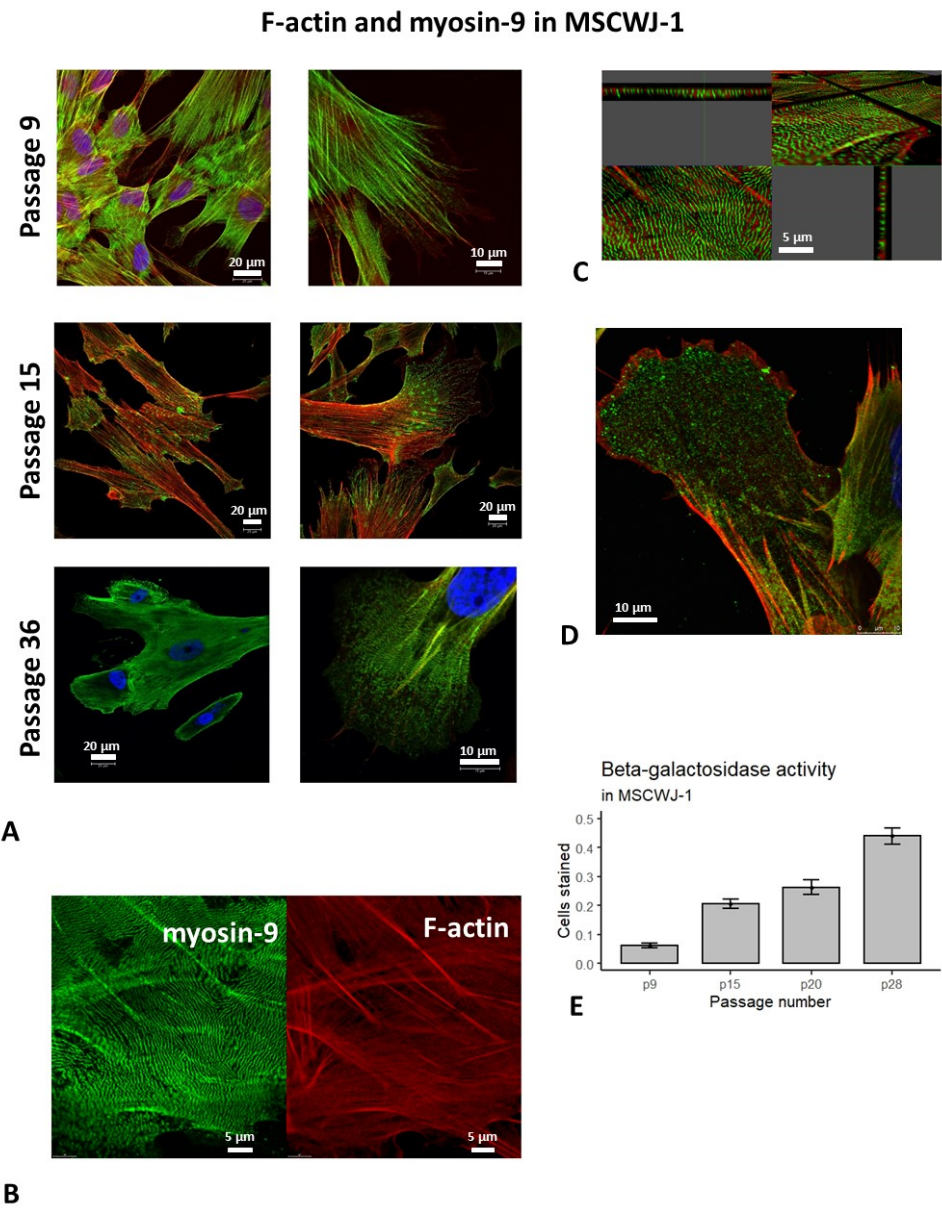 F-actin and myosin-9 in MSCWJ-1
Passage 9
20 µm
10 µm
Passage 15
20 µm
20 µm
Passage 36
20 µm
10 µm
A
myosin-9
F-actin
5 µm
5 µm
B
5 µm
C
10 µm
0 µm 10
D
Beta-galactosidase activity
in MSCWJ-1
Cells stained
0.5
0.4
0.3
0.2
0.1
0.0
p9 p15 p20 p28
Passage number
E